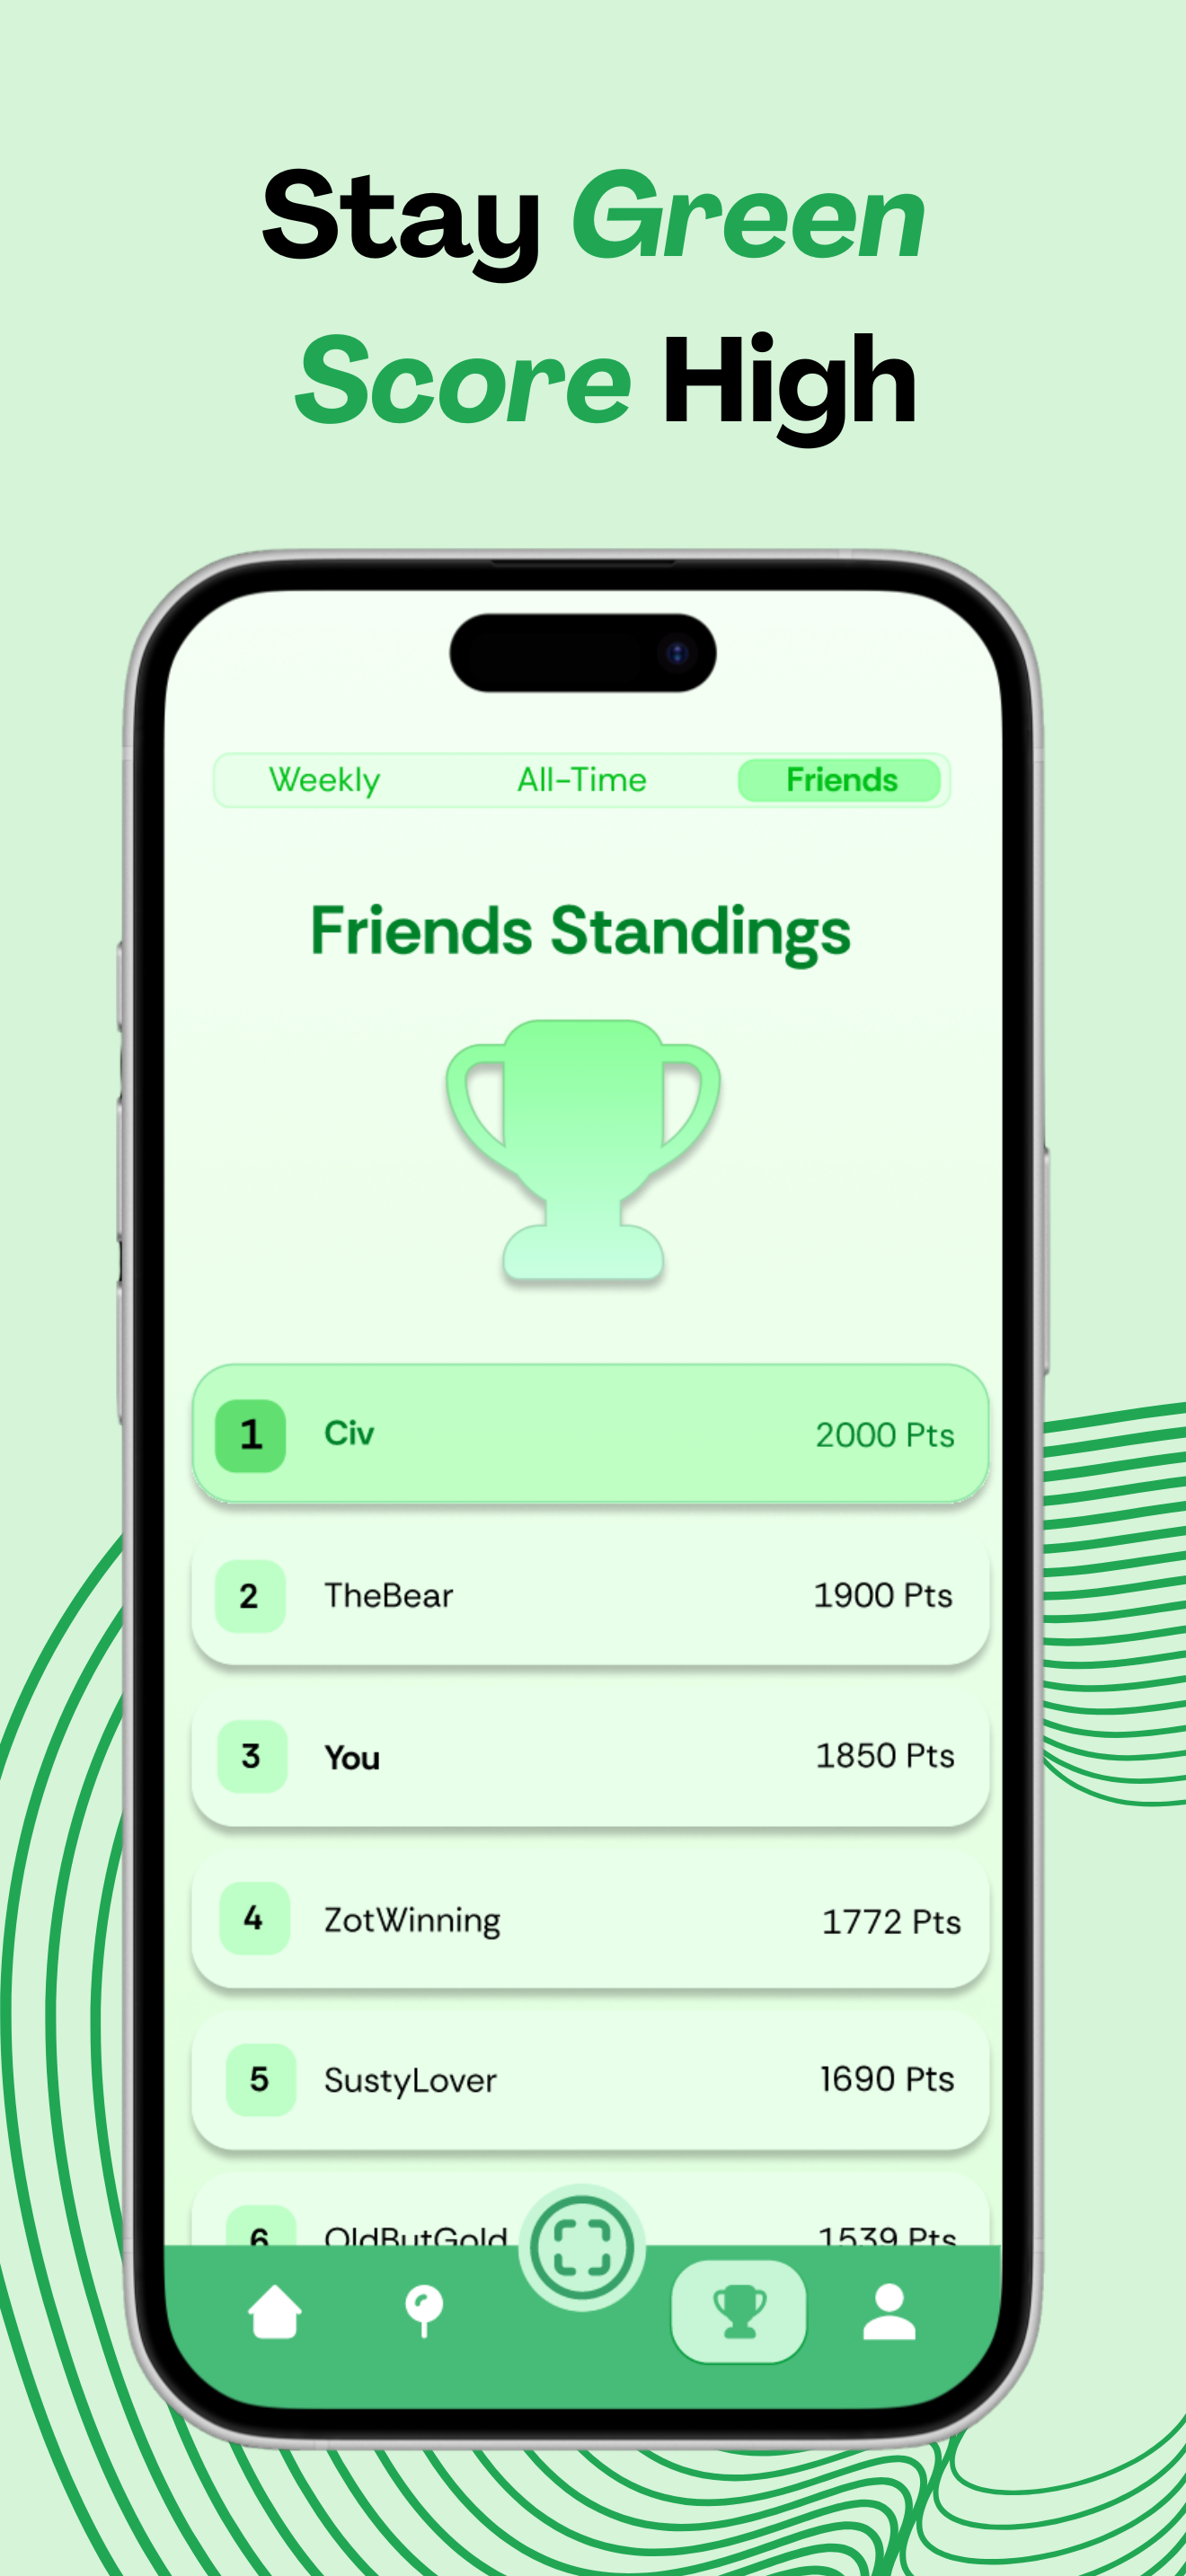 Stay Green
Score High
Weekly All-Time Friends
Friends Standings
1 Civ 2000 Pts
2 TheBear 1900 Pts
3 You 1850 Pts
4 ZotWinning 1772 Pts
5 SustyLover 1690 Pts
6 OldButGold 1539 Pts